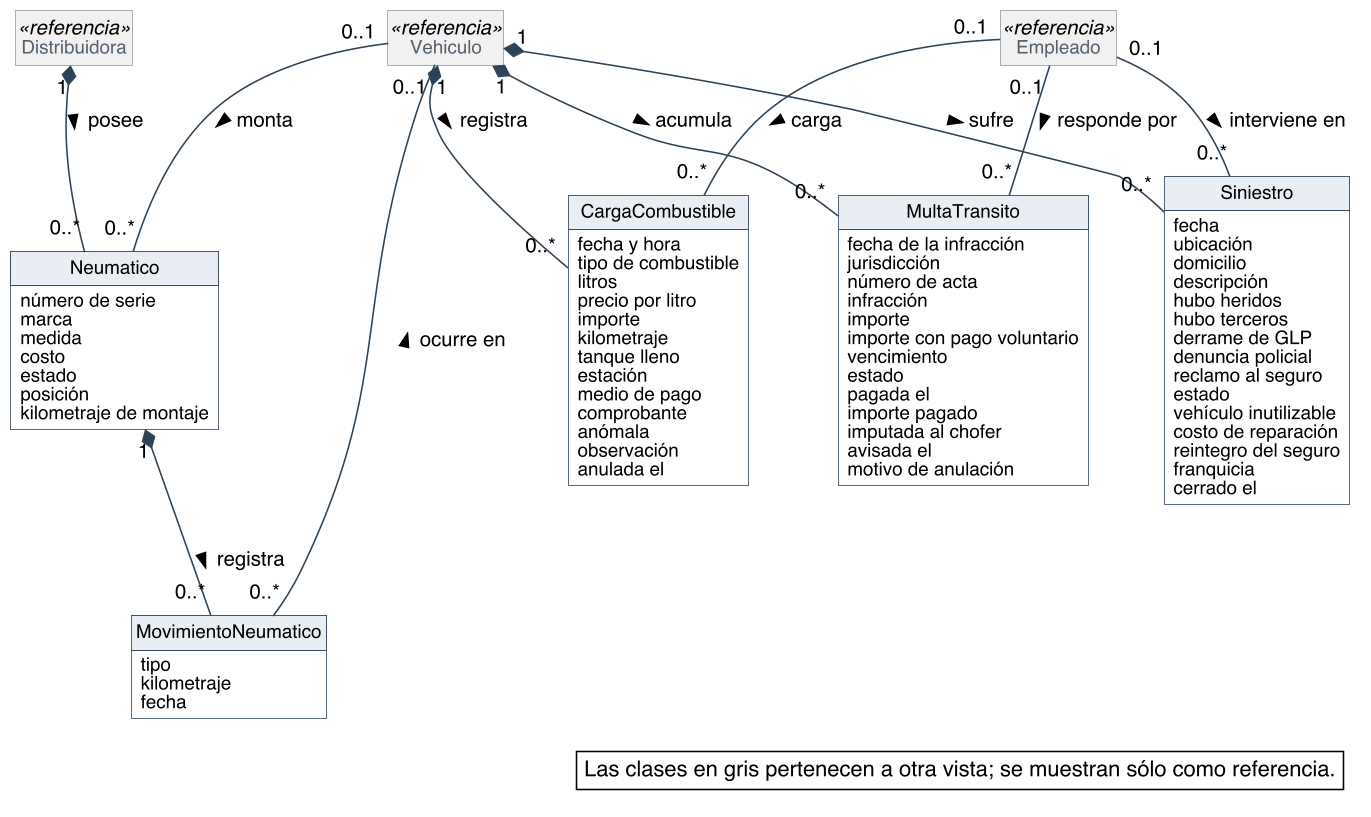 «referencia»
Distribuidora
«referencia»
Vehiculo
«referencia»
Empleado
0..1
1
0..1
0..1
1
0..1
1
1
0..1
posee
monta
registra
acumula
carga
sufre
responde por
interviene en
0..*
0..*
0..*
0..*
0..*
0..*
0..*
0..*
Neumatico
número de serie
marca
medida
costo
estado
posición
kilometraje de montaje
CargaCombustible
fecha y hora
tipo de combustible
litros
precio por litro
importe
kilometraje
tanque lleno
estación
medio de pago
comprobante
anómala
observación
anulada el
MultaTransito
fecha de la infracción
jurisdicción
número de acta
infracción
importe
importe con pago voluntario
vencimiento
estado
pagada el
importe pagado
imputada al chofer
avisada el
motivo de anulación
Siniestro
fecha
ubicación
domicilio
descripción
hubo heridos
hubo terceros
derrame de GLP
denuncia policial
reclamo al seguro
estado
vehículo inutilizable
costo de reparación
reintegro del seguro
franquicia
cerrado el
ocurre en
1
registra
0..*
0..*
MovimientoNeumatico
tipo
kilometraje
fecha
Las clases en gris pertenecen a otra vista; se muestran sólo como referencia.